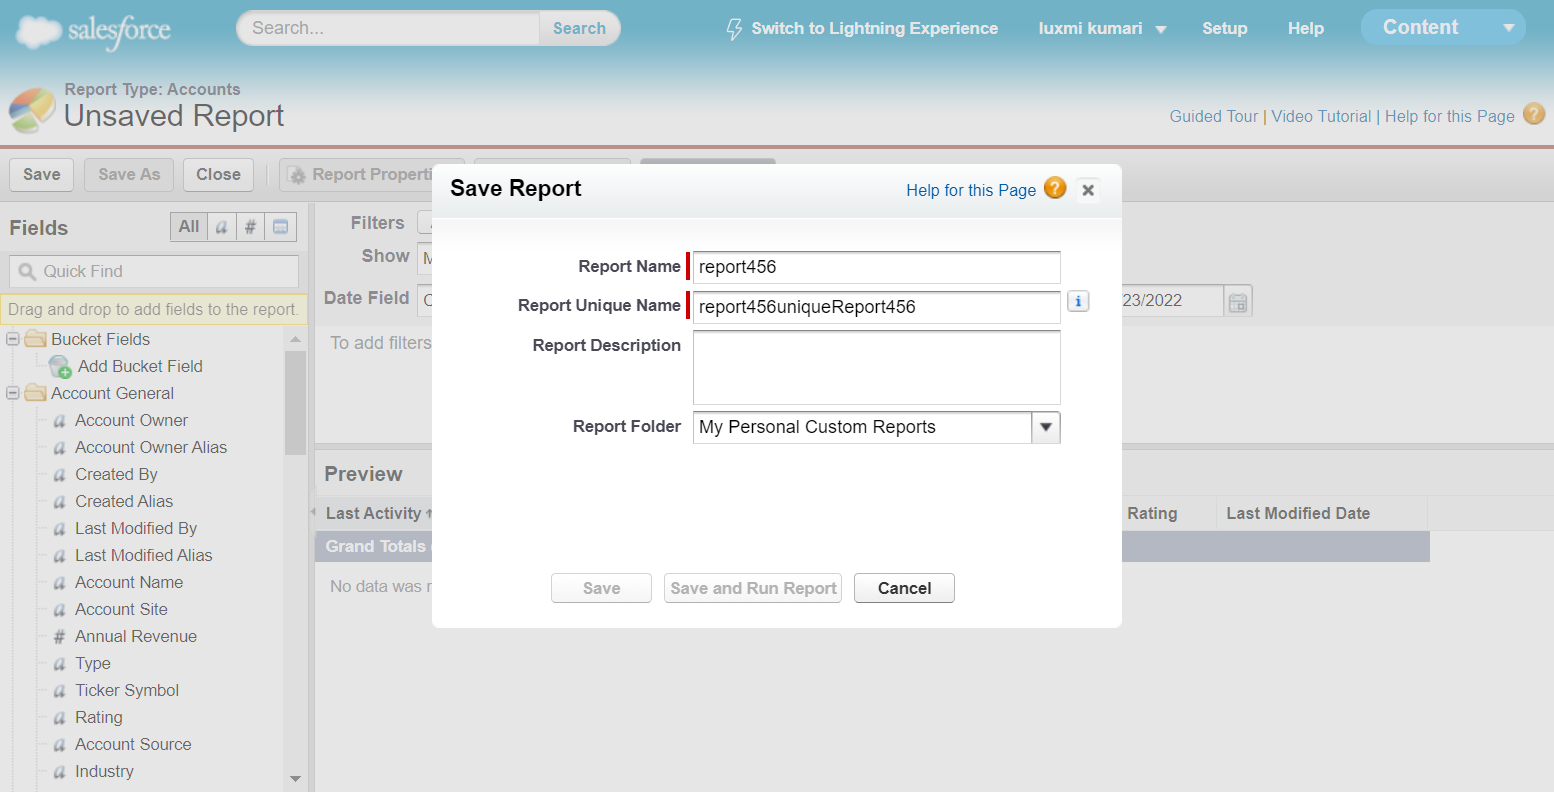 salesforce
Search...
Search
Switch to Lightning Experience
luxmi kumari
Setup
Help
Content
Report Type: Accounts
Unsaved Report
Guided Tour | Video Tutorial | Help for this Page ?
Save
Save As
Close
Report Properti
Fields
All
a
#
Quick Find
Drag and drop to add fields to the report.
Bucket Fields
Add Bucket Field
Account General
a Account Owner
a Account Owner Alias
a Created By
a Created Alias
a Last Modified By
a Last Modified Alias
a Account Name
a Account Site
# Annual Revenue
a Type
a Ticker Symbol
a Rating
a Account Source
a Industry
Filters
Show
Date Field
23/2022
To add filters
Preview
Last Activity
Rating
Last Modified Date
Grand Totals
No data was
Save Report
Help for this Page ?
Report Name
report456
Report Unique Name
report456uniqueReport456
i
Report Description
Report Folder
My Personal Custom Reports
Save
Save and Run Report
Cancel